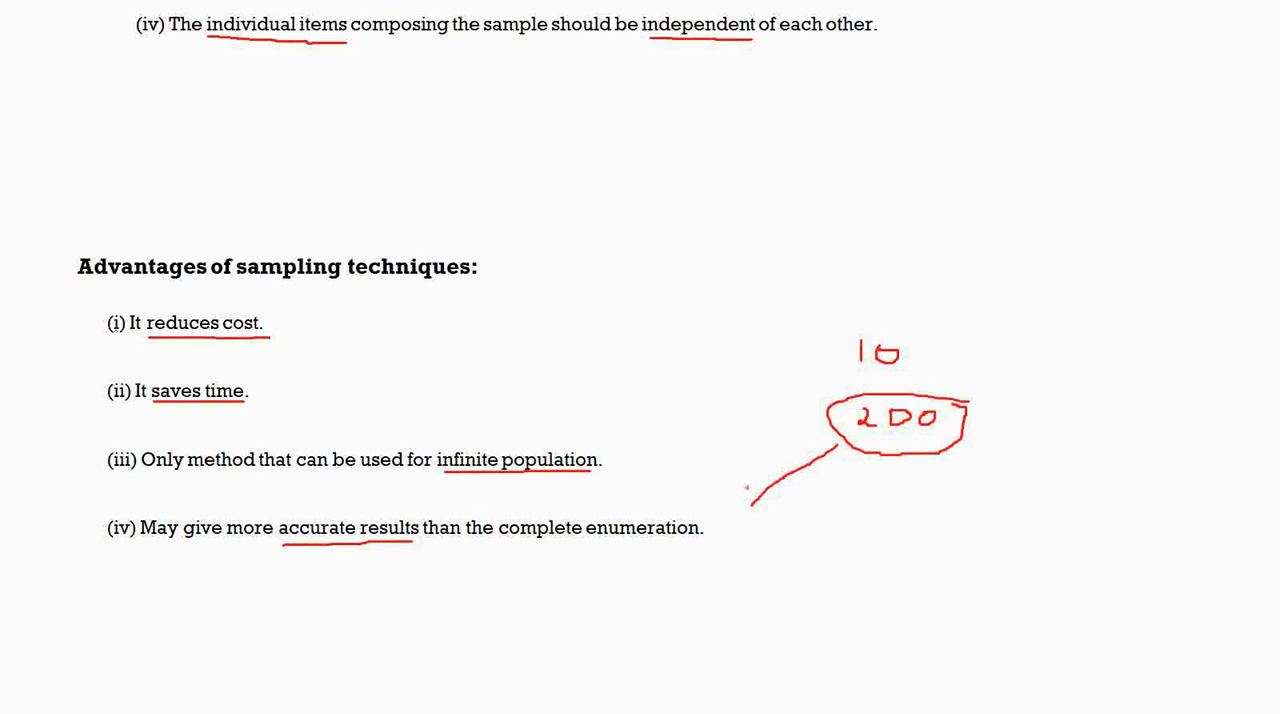 (iv) The individual items composing the sample should be independent of each other.
Advantages of sampling techniques:
(i) It reduces cost.
(ii) It saves time.
(iii) Only method that can be used for infinite population.
(iv) May give more accurate results than the complete enumeration.
10
200